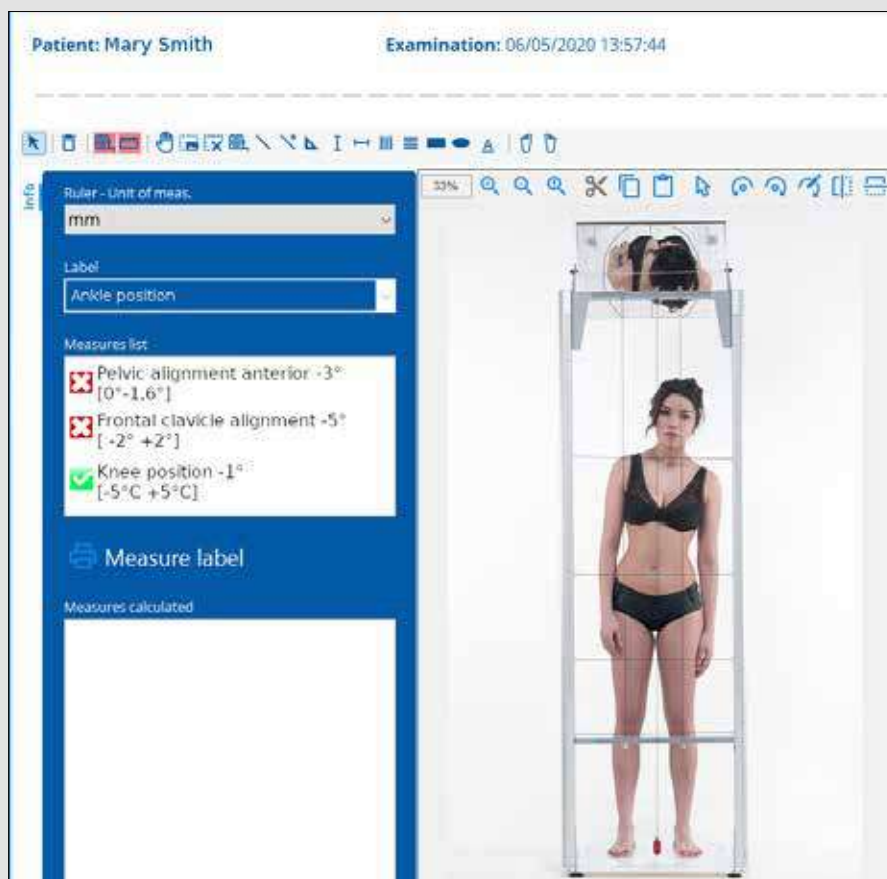 Patient: Mary Smith
Examination: 06/05/2020 13:57:44
Info
Ruler - Unit of meas.
mm
Label
Ankle position
Measures list
Pelvic alignment anterior -3°
[0°-1,6°]
Frontal clavicle alignment -5°
[ -2° +2°]
Knee position -1°
[-5°C +5°C]
Measure label
Measures calculated
33%
A